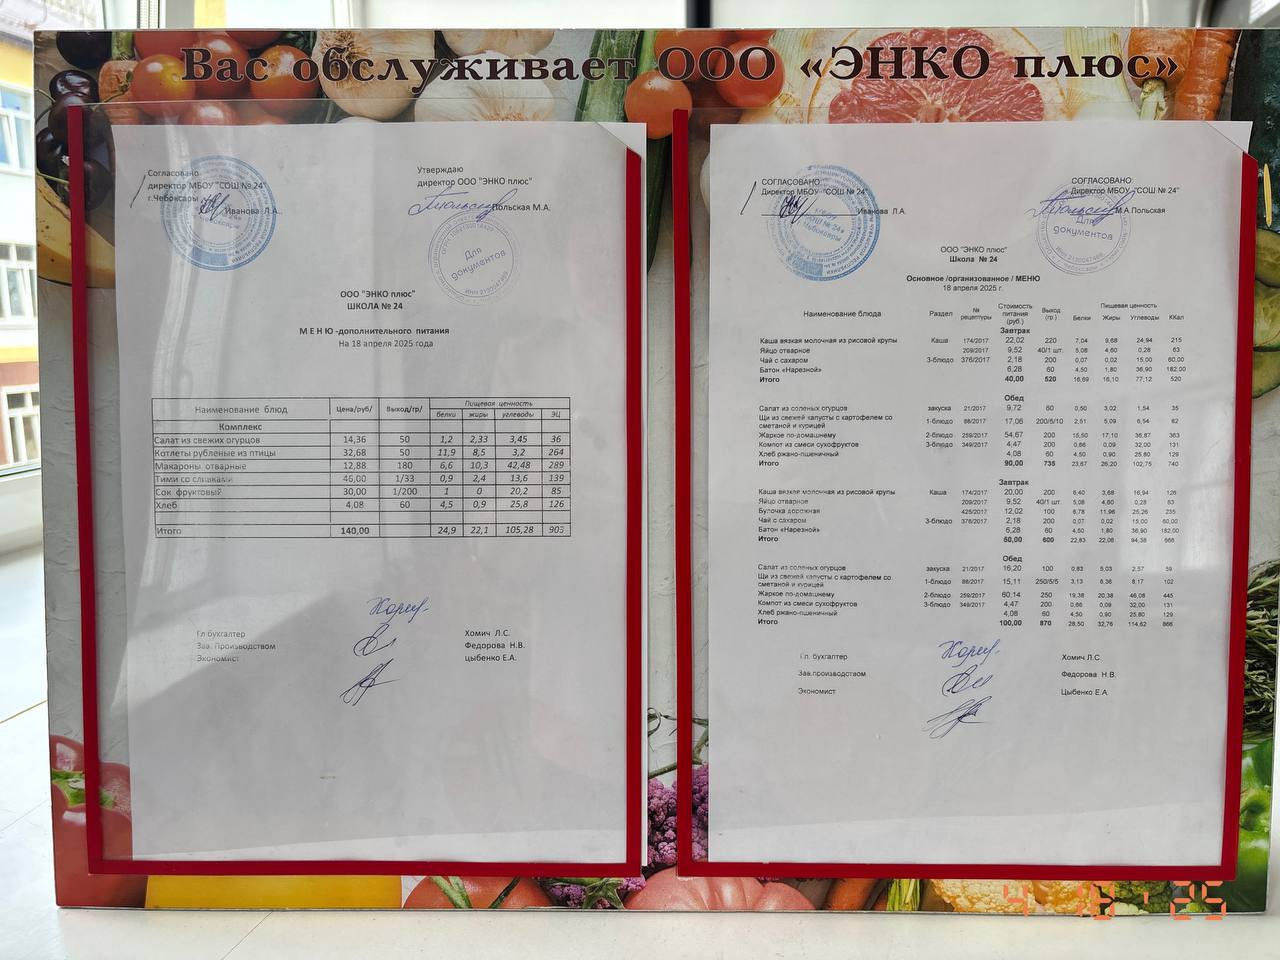 Вас обслуживает ООО «ЭНКО плюс»
Согласовано
директор МБОУ "СОШ № 24"
г.Чебоксары
Иванова Л.А.
Утверждаю
директор ООО "ЭНКО плюс"
Польская М.А.
Для
документов
ООО "ЭНКО плюс"
ШКОЛА № 24
М Е Н Ю -дополнительного питания
На 18 апреля 2025 года
Наименование блюд Цена/руб/ Выход/гр/ Пищевая ценность
белки жиры углеводы ЭЦ
Комплекс
Салат из свежих огурцов 14,36 50 1,2 2,33 3,45 36
Котлеты рубленые из птицы 32,68 50 11,9 8,5 3,2 264
Макароны отварные 12,88 180 6,6 10,3 42,48 289
Тими со сливками 46,00 1/33 0,9 2,4 13,6 139
Сок фруктовый 30,00 1/200 1 0 20,2 85
Хлеб 4,08 60 4,5 0,9 25,8 126
Итого 140,00 24,9 22,1 105,28 903
Гл бухгалтер Хомич Л.С.
Зав. Производством Федорова Н.В.
Экономист цыбенко Е.А.
СОГЛАСОВАНО:
Директор МБОУ "СОШ № 24"
Иванова Л.А.
СОГЛАСОВАНО:
Директор МБОУ "СОШ № 24"
М.А.Польская
Для
документов
ООО "ЭНКО плюс"
Школа № 24
Основное /организованное / МЕНЮ
18 апреля 2025 г.
Наименование блюда Раздел № рецептуры Стоимость питания (руб.) Выход (гр.) Пищевая ценность
Белки Жиры Углеводы ККал
Завтрак
Каша вязкая молочная из рисовой крупы Каша 174/2017 22,02 220 7,04 9,68 24,94 215
Яйцо отварное 209/2017 9,52 40/1 шт. 5,08 4,60 0,28 63
Чай с сахаром 3-блюдо 376/2017 2,18 200 0,07 0,02 15,00 60,00
Батон «Нарезной» 6,28 60 4,50 1,80 36,90 182,00
Итого 40,00 520 16,69 16,10 77,12 520
Обед
Салат из соленых огурцов закуска 21/2017 9,72 60 0,50 3,02 1,54 35
Щи из свежей капусты с картофелем со
сметаной и курицей 1-блюдо 88/2017 17,06 200/5/10 2,51 5,09 6,54 82
Жаркое по-домашнему 2-блюдо 259/2017 54,67 200 15,50 17,10 36,87 363
Компот из смеси сухофруктов 3-блюдо 349/2017 4,47 200 0,66 0,09 32,00 131
Хлеб ржано-пшеничный 4,08 60 4,50 0,90 25,80 129
Итого 90,00 735 23,67 26,20 102,75 740
Завтрак
Каша вязкая молочная из рисовой крупы Каша 174/2017 20,00 200 6,40 3,68 16,94 126
Яйцо отварное 209/2017 9,52 40/1 шт. 5,08 4,60 0,28 63
Булочка дорожная 425/2017 12,02 100 6,78 11,96 25,26 235
Чай с сахаром 3-блюдо 376/2017 2,18 200 0,07 0,02 15,00 60,00
Батон «Нарезной» 6,28 60 4,50 1,80 36,90 182,00
Итого 50,00 600 22,83 22,06 94,38 666
Обед
Салат из соленых огурцов закуска 21/2017 16,20 100 0,83 5,03 2,57 59
Щи из свежей капусты с картофелем со
сметаной и курицей 1-блюдо 88/2017 15,11 250/5/5 3,13 6,36 8,17 102
Жаркое по-домашнему 2-блюдо 259/2017 60,14 250 19,38 20,38 46,08 445
Компот из смеси сухофруктов 3-блюдо 349/2017 4,47 200 0,66 0,09 32,00 131
Хлеб ржано-пшеничный 4,08 60 4,50 0,90 25,80 129
Итого 100,00 870 28,50 32,76 114,62 866
Гл. бухгалтер Хомич Л.С.
Зав.производством Федорова Н.В.
Экономист Цыбенко Е.А.
4 18 '25